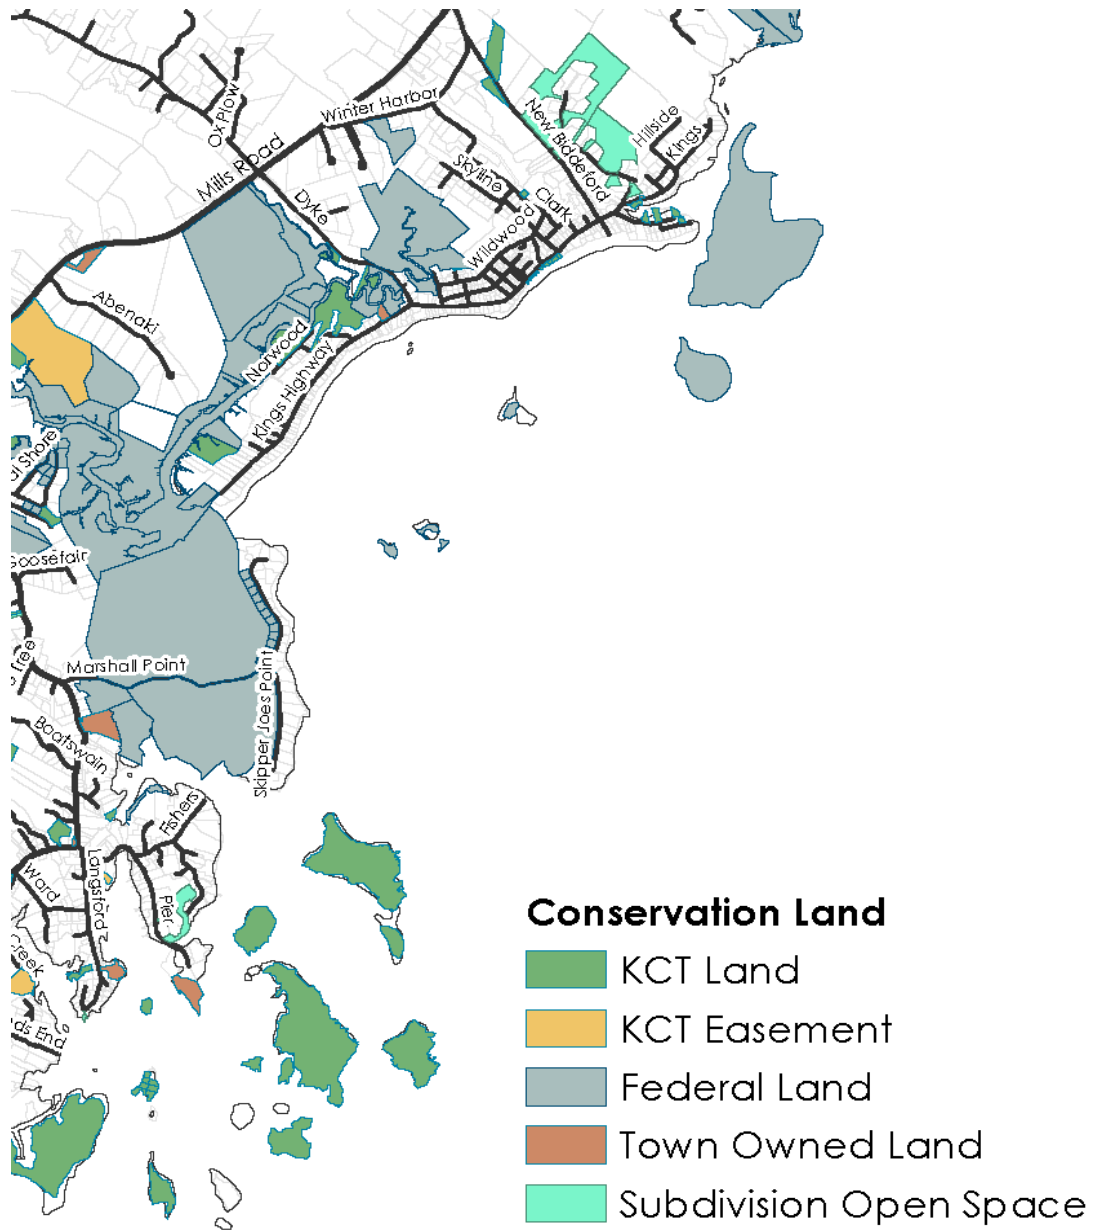 Ox Plow
Winter Harbor
Mills Road
New Biddeford
Hillside
Kings
Skyline
Clark
Dyke
Wildwood
Abenaki
Norwood
Kings Highway
Shore
Goosefair
Tree
Marshall Point
Skipper Joes Point
Boatswain
Fishers
Langsford
Ward
Pier
Creek
ds End
Conservation Land
KCT Land
KCT Easement
Federal Land
Town Owned Land
Subdivision Open Space